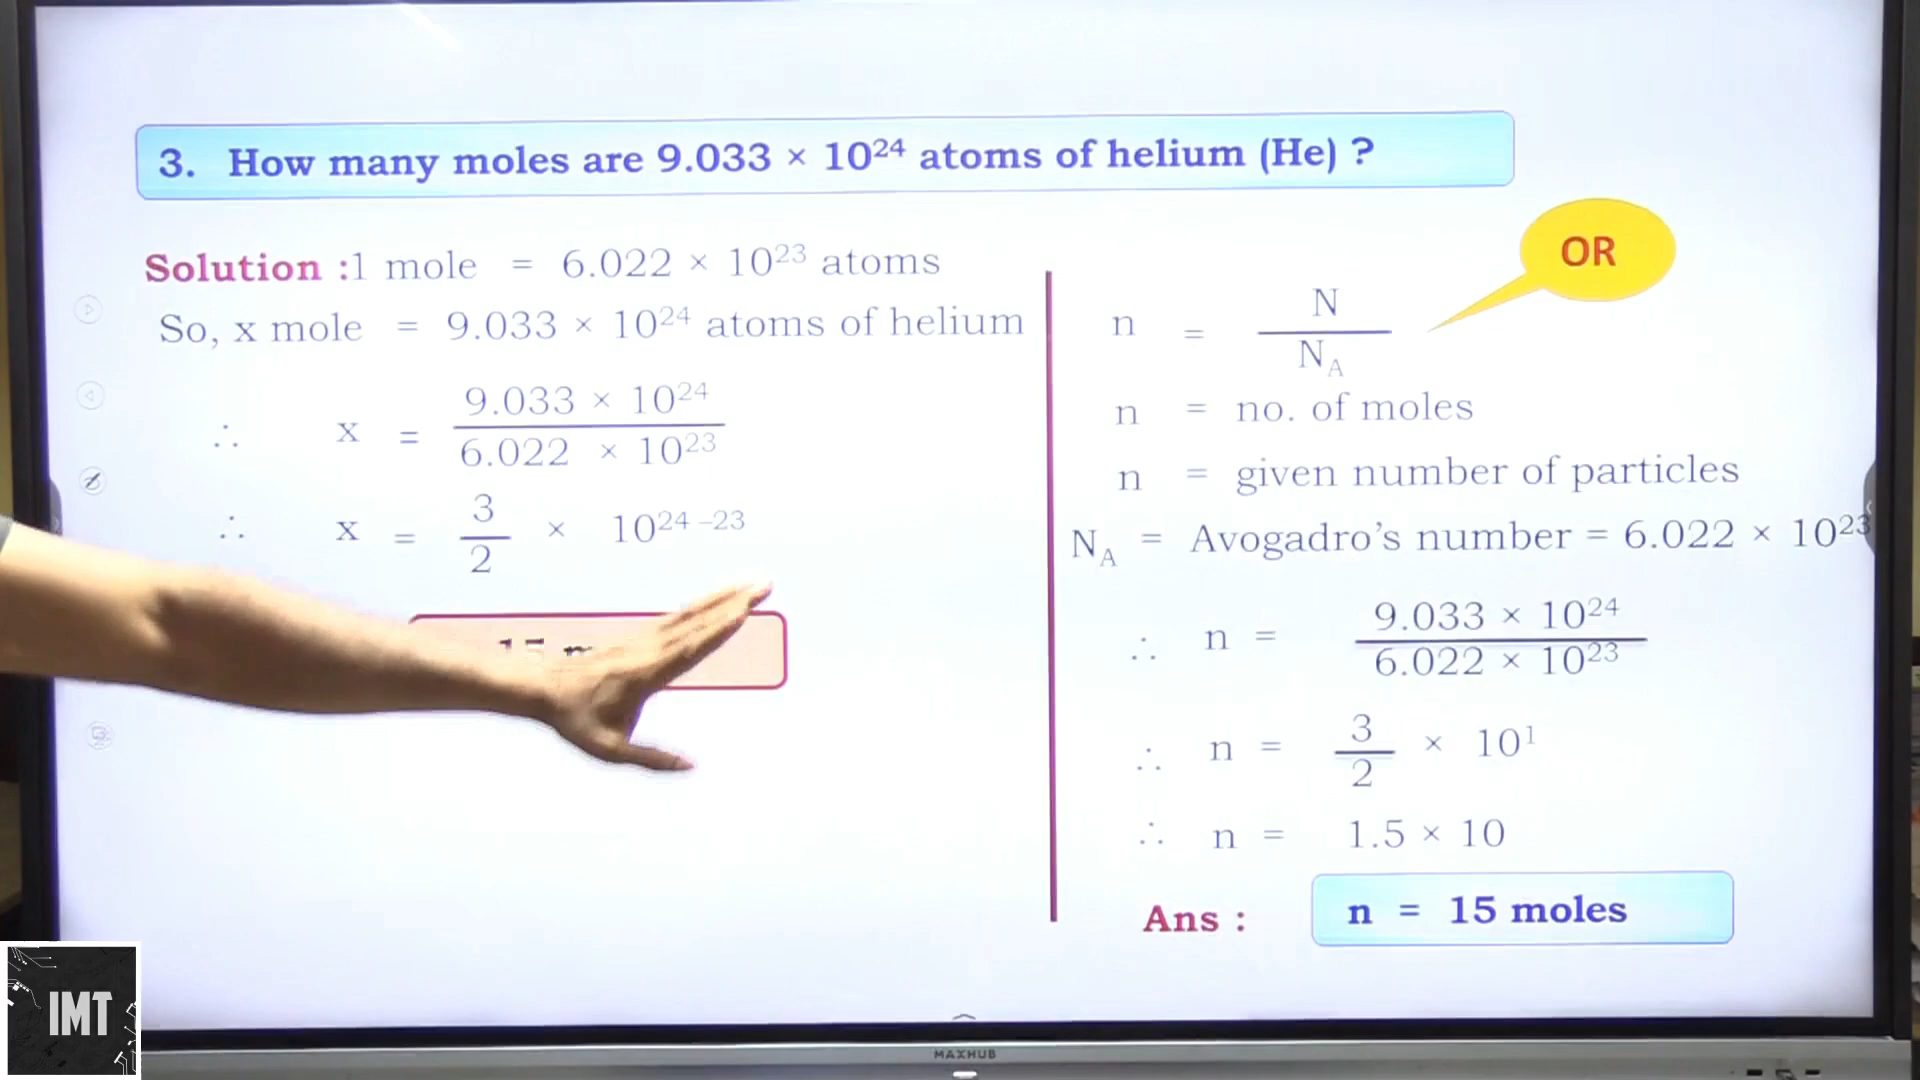 3. How many moles are 9.033 × 10²⁴ atoms of helium (He) ?
Solution :1 mole = 6.022 × 10²³ atoms
So, x mole = 9.033 × 10²⁴ atoms of helium
∴ x = 9.033 × 10²⁴
6.022 × 10²³
∴ x = 3/2 × 10²⁴ ⁻²³
15
OR
n = N/N_A
n = no. of moles
n = given number of particles
N_A = Avogadro's number = 6.022 × 10²³
∴ n = 9.033 × 10²⁴
6.022 × 10²³
∴ n = 3/2 × 10¹
∴ n = 1.5 × 10
Ans : n = 15 moles
IMT
MAXHUB